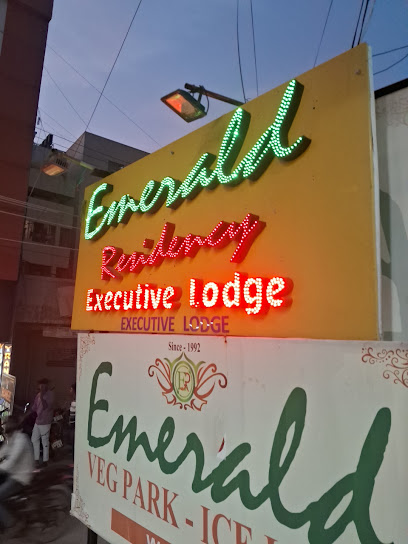 Emerald
Residency
Executive Lodge
EXECUTIVE LODGE
Since - 1992
E
Emerald
VEG PARK - ICE